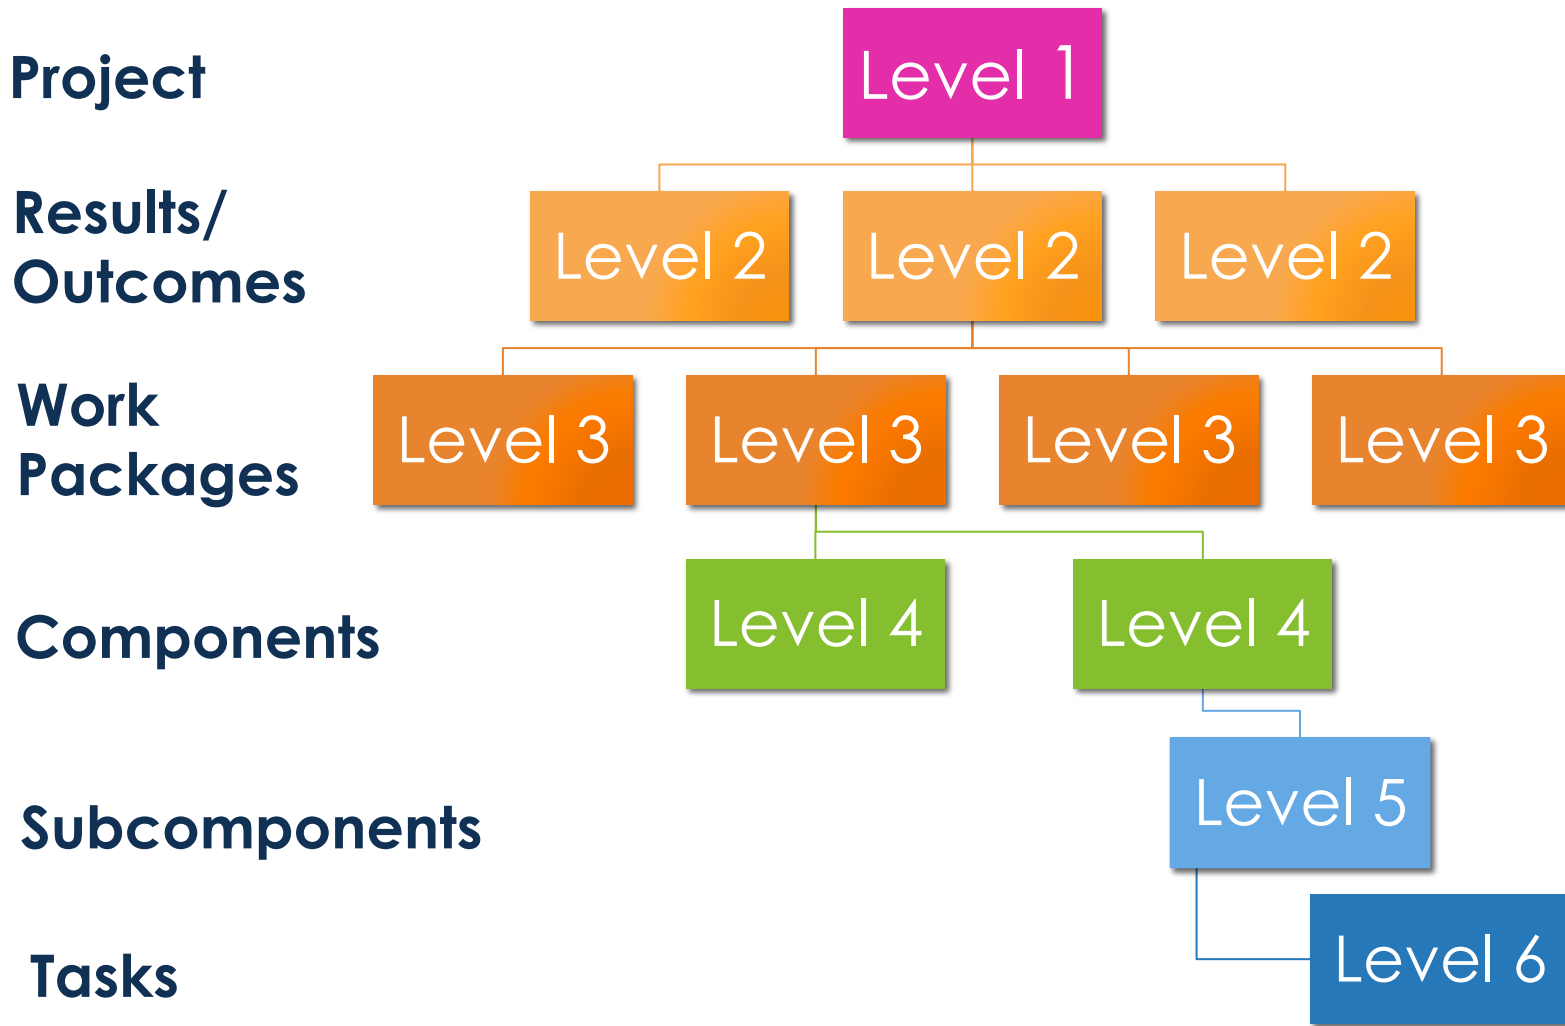 Project
Level 1
Results/
Outcomes
Level 2
Level 2
Level 2
Work
Packages
Level 3
Level 3
Level 3
Level 3
Components
Level 4
Level 4
Subcomponents
Level 5
Tasks
Level 6